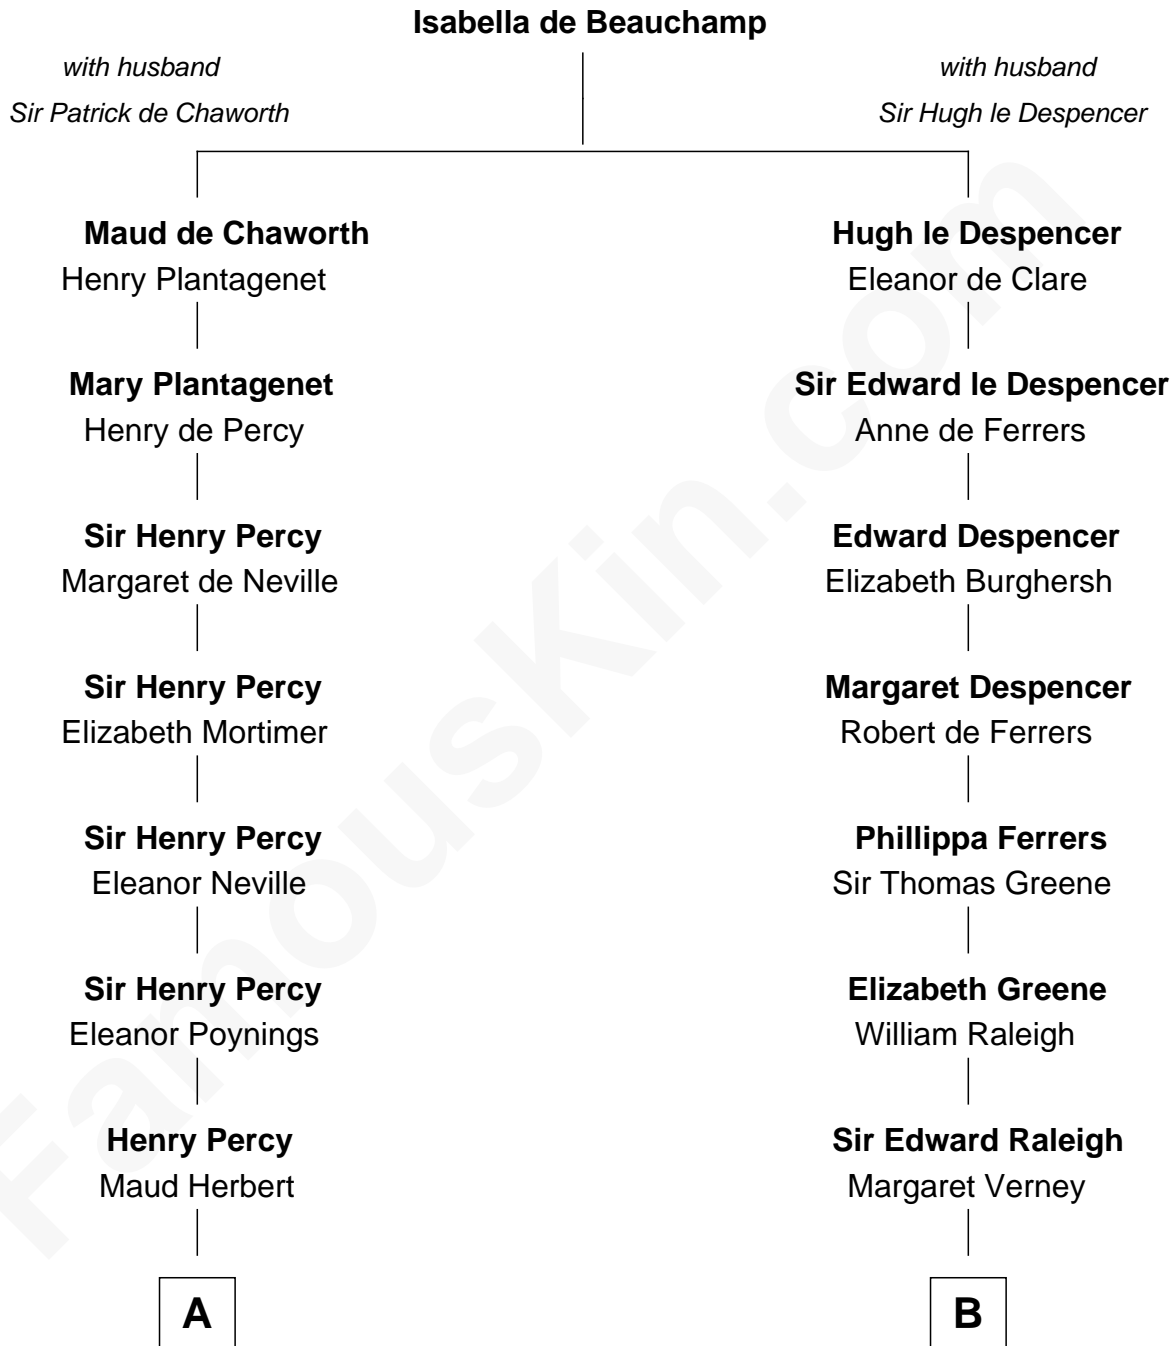 Isabella de Beauchamp
with husband
Sir Patrick de Chaworth
with husband
Sir Hugh le Despencer
Maud de Chaworth
Henry Plantagenet
Mary Plantagenet
Henry de Percy
Sir Henry Percy
Margaret de Neville
Sir Henry Percy
Elizabeth Mortimer
Sir Henry Percy
Eleanor Neville
Sir Henry Percy
Eleanor Poynings
Henry Percy
Maud Herbert
A
Hugh le Despencer
Eleanor de Clare
Sir Edward le Despencer
Anne de Ferrers
Edward Despencer
Elizabeth Burghersh
Margaret Despencer
Robert de Ferrers
Phillippa Ferrers
Sir Thomas Greene
Elizabeth Greene
William Raleigh
Sir Edward Raleigh
Margaret Verney
B
FamousKin.com